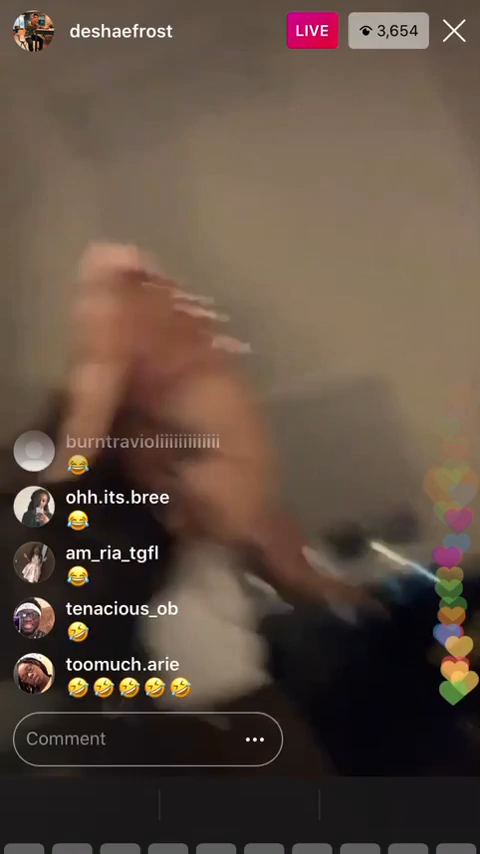 deshaefrost
LIVE
3,654
burntravioliiiiiiiiiiiii
😂
ohh.its.bree
😂
am_ria_tgfl
😂
tenacious_ob
🤣
toomuch.arie
🤣🤣🤣🤣🤣
Comment